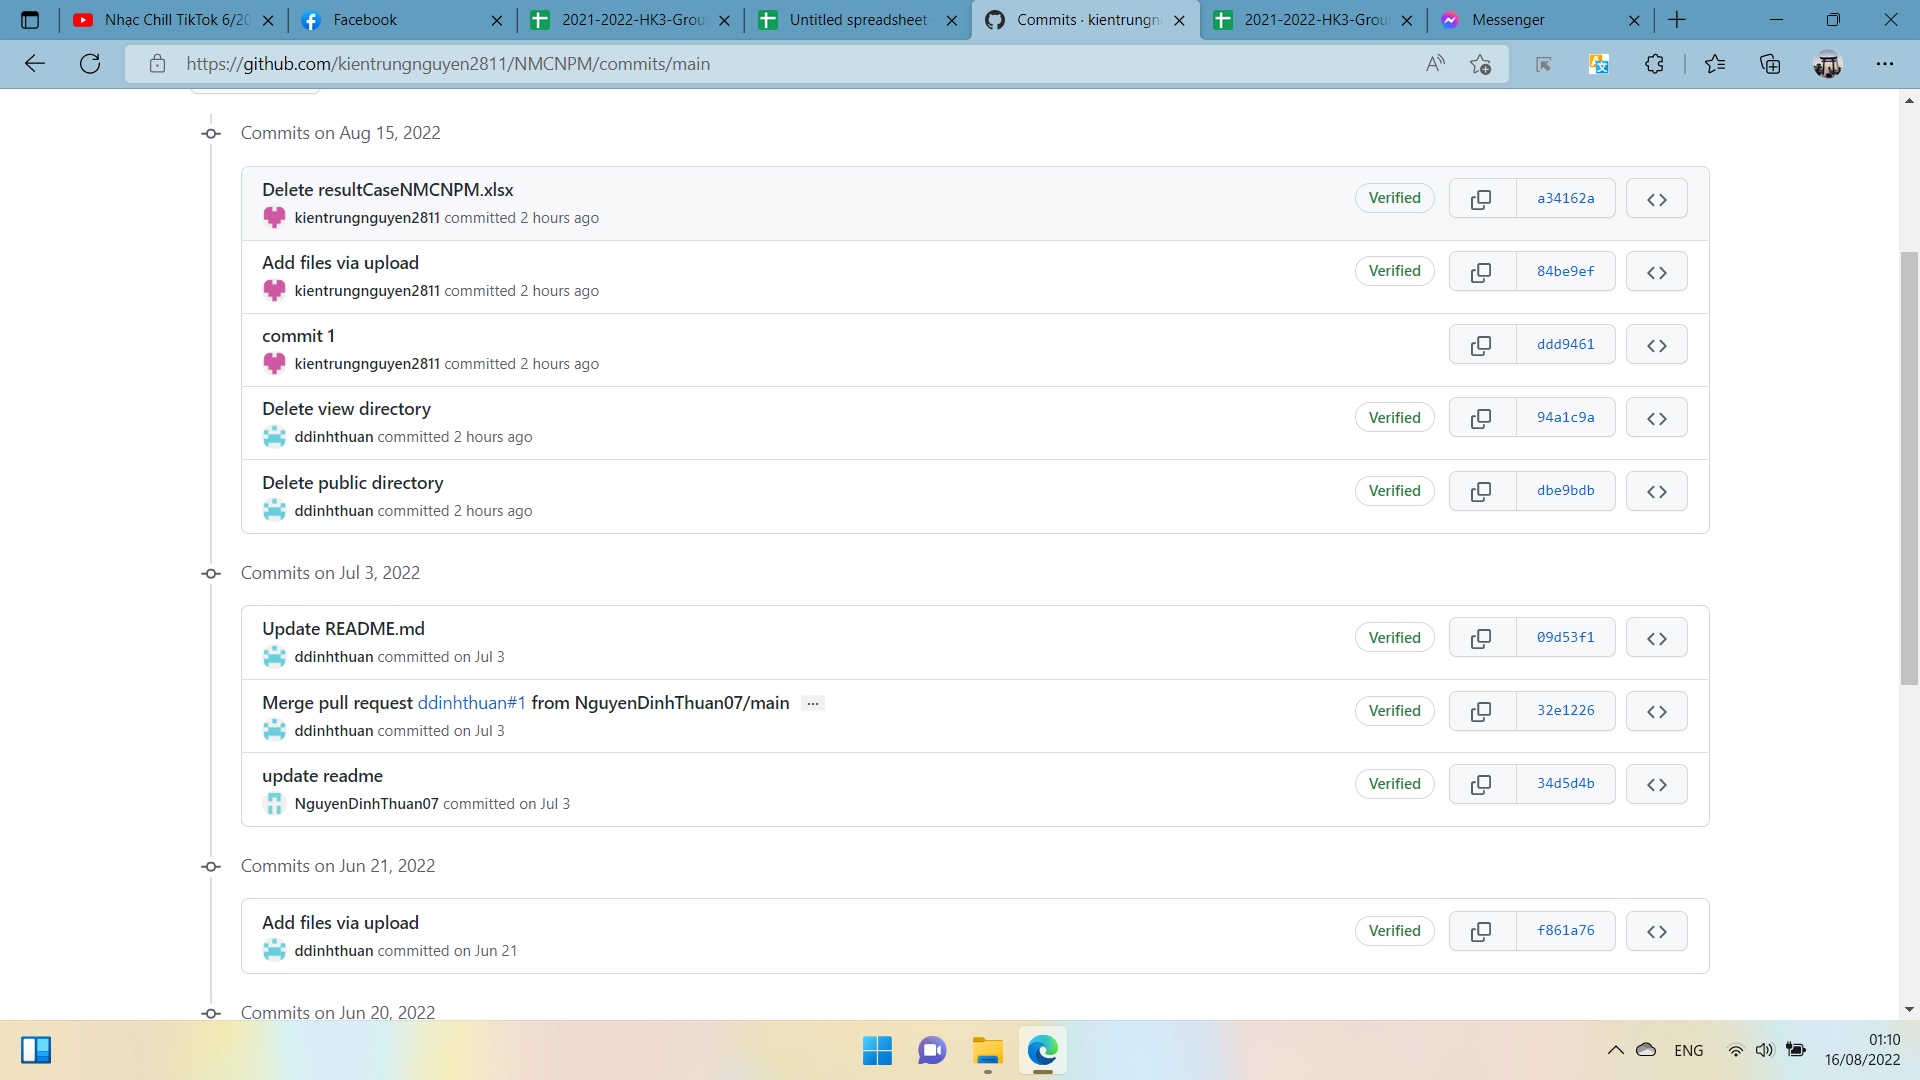 Nhạc Chill TikTok 6/20
Facebook
2021-2022-HK3-Grou
Untitled spreadsheet
Commits · kientrungn
2021-2022-HK3-Grou
Messenger
https://github.com/kientrungnguyen2811/NMCNPM/commits/main
Commits on Aug 15, 2022
Delete resultCaseNMCNPM.xlsx
kientrungnguyen2811 committed 2 hours ago
Verified
a34162a
Add files via upload
kientrungnguyen2811 committed 2 hours ago
Verified
84be9ef
commit 1
kientrungnguyen2811 committed 2 hours ago
ddd9461
Delete view directory
ddinhthuan committed 2 hours ago
Verified
94a1c9a
Delete public directory
ddinhthuan committed 2 hours ago
Verified
dbe9bdb
Commits on Jul 3, 2022
Update README.md
ddinhthuan committed on Jul 3
Verified
09d53f1
Merge pull request ddinhthuan#1 from NguyenDinhThuan07/main ...
ddinhthuan committed on Jul 3
Verified
32e1226
update readme
NguyenDinhThuan07 committed on Jul 3
Verified
34d5d4b
Commits on Jun 21, 2022
Add files via upload
ddinhthuan committed on Jun 21
Verified
f861a76
Commits on Jun 20, 2022
ENG
01:10
16/08/2022